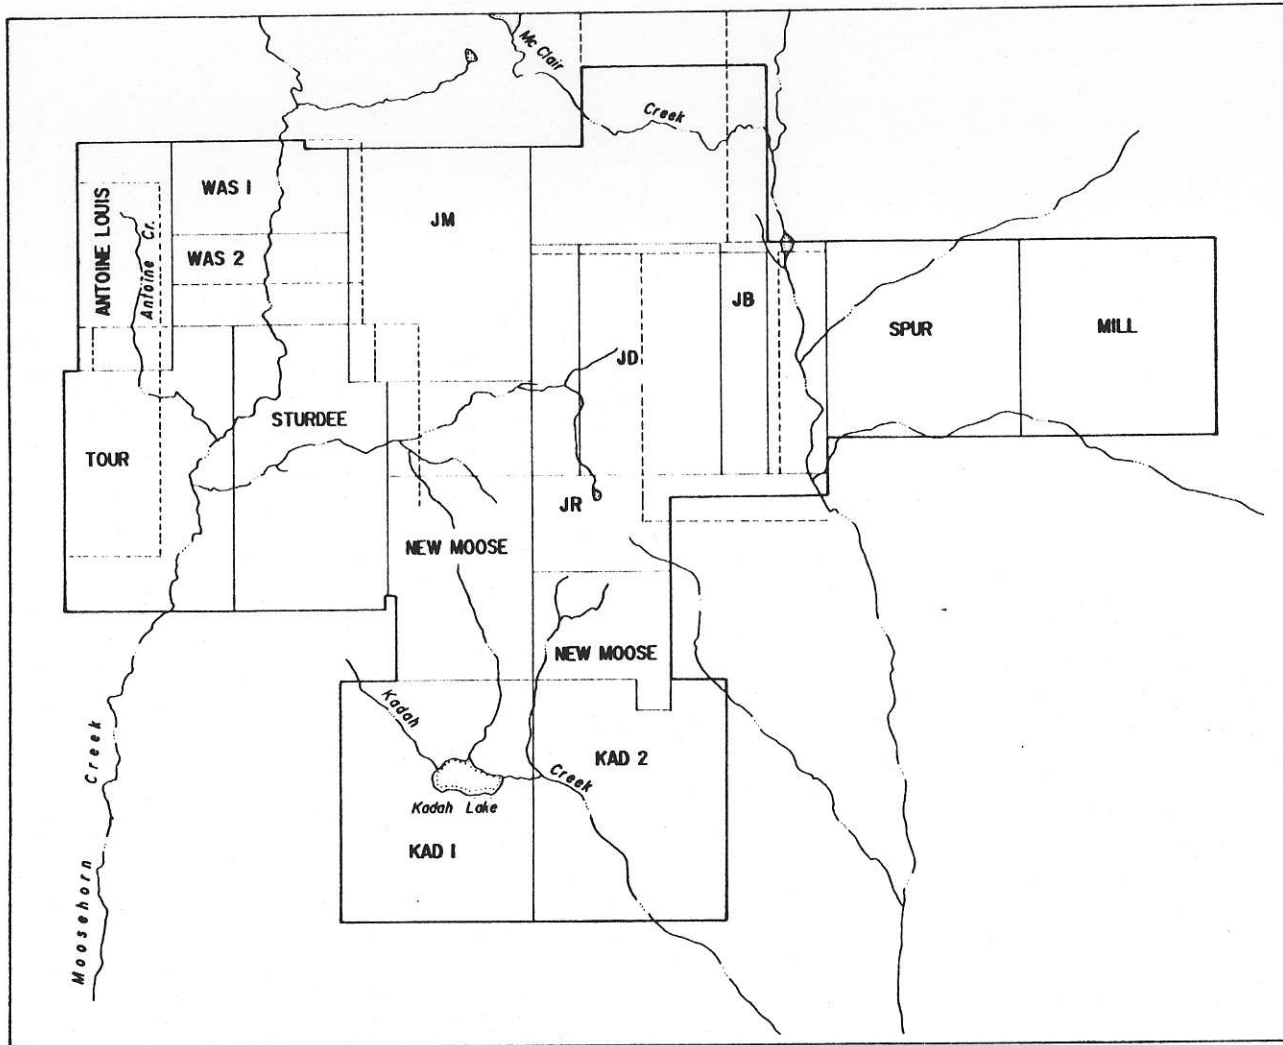 Mc Clair
Creek
WAS 1
ANTOINE LOUIS
Antoine Cr.
JM
WAS 2
JB
SPUR
MILL
JD
STURDEE
TOUR
JR
NEW MOOSE
NEW MOOSE
Kadah
Creek
KAD 2
Kadah Lake
KAD 1
Moosehorn Creek